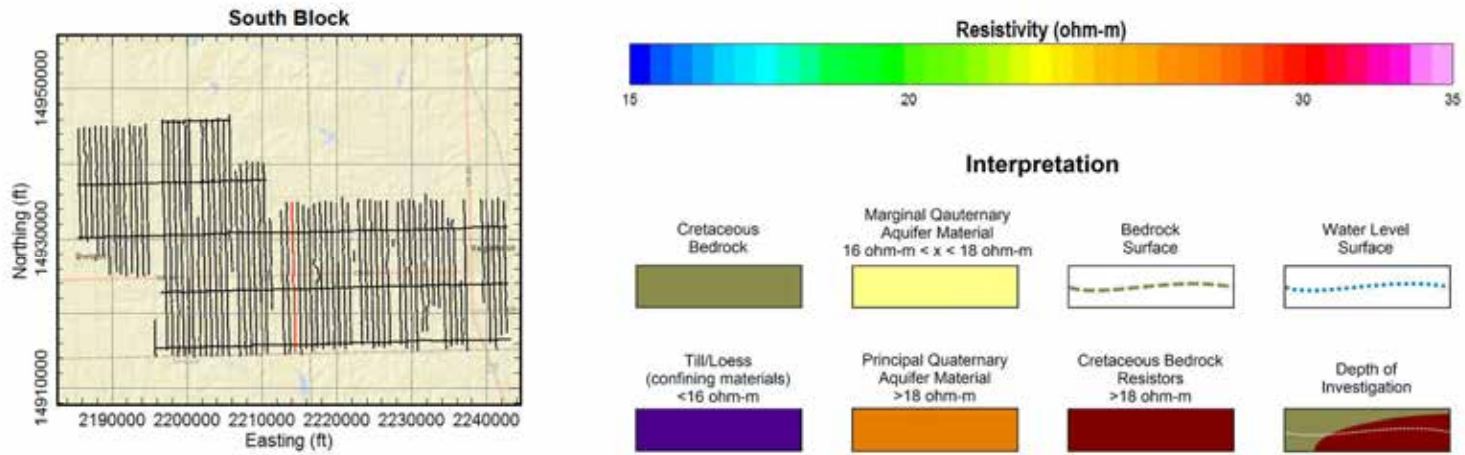 South Block
14950000
14930000
14910000
Northing (ft)
2190000 2200000 2210000 2220000 2230000 2240000
Easting (ft)
Resistivity (ohm-m)
15 20 30 35
Interpretation
Cretaceous
Bedrock
Marginal Qauternary
Aquifer Material
16 ohm-m < x < 18 ohm-m
Bedrock
Surface
Water Level
Surface
Till/Loess
(confining materials)
<16 ohm-m
Principal Quaternary
Aquifer Material
>18 ohm-m
Cretaceous Bedrock
Resistors
>18 ohm-m
Depth of
Investigation